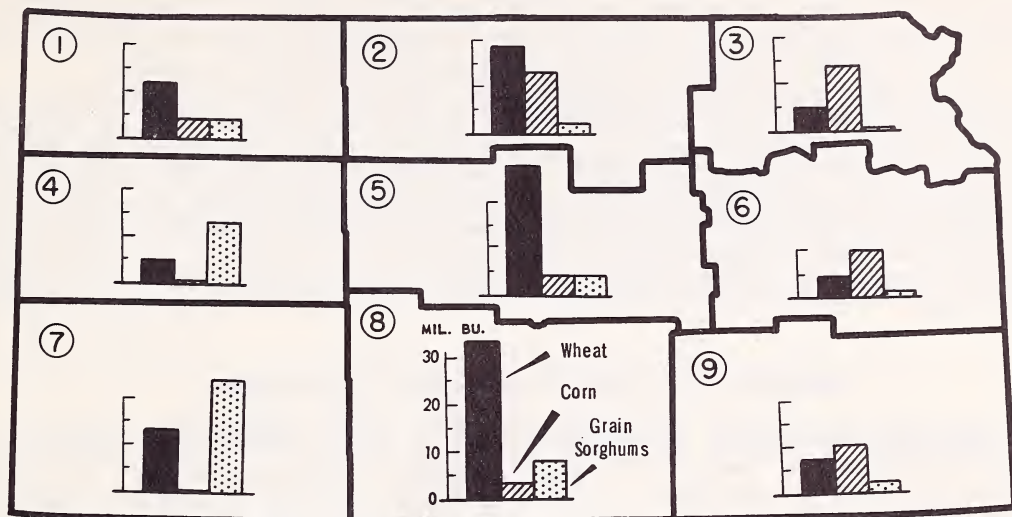 ①
②
③
④
⑤
⑥
⑦
⑧
MIL. BU.
30
20
10
0
Wheat
Corn
Grain
Sorghums
⑨